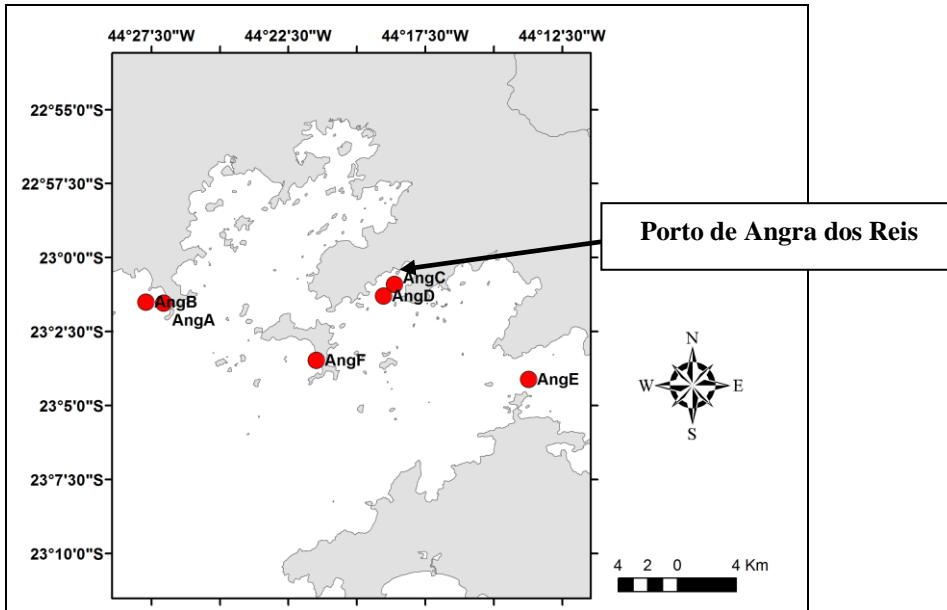 44°27'30"W 44°22'30"W 44°17'30"W 44°12'30"W
22°55'0"S
22°57'30"S
23°0'0"S
23°2'30"S
23°5'0"S
23°7'30"S
23°10'0"S
Porto de Angra dos Reis
AngC
AngD
AngB
AngA
AngF
AngE
N
W E
S
4 2 0 4 Km